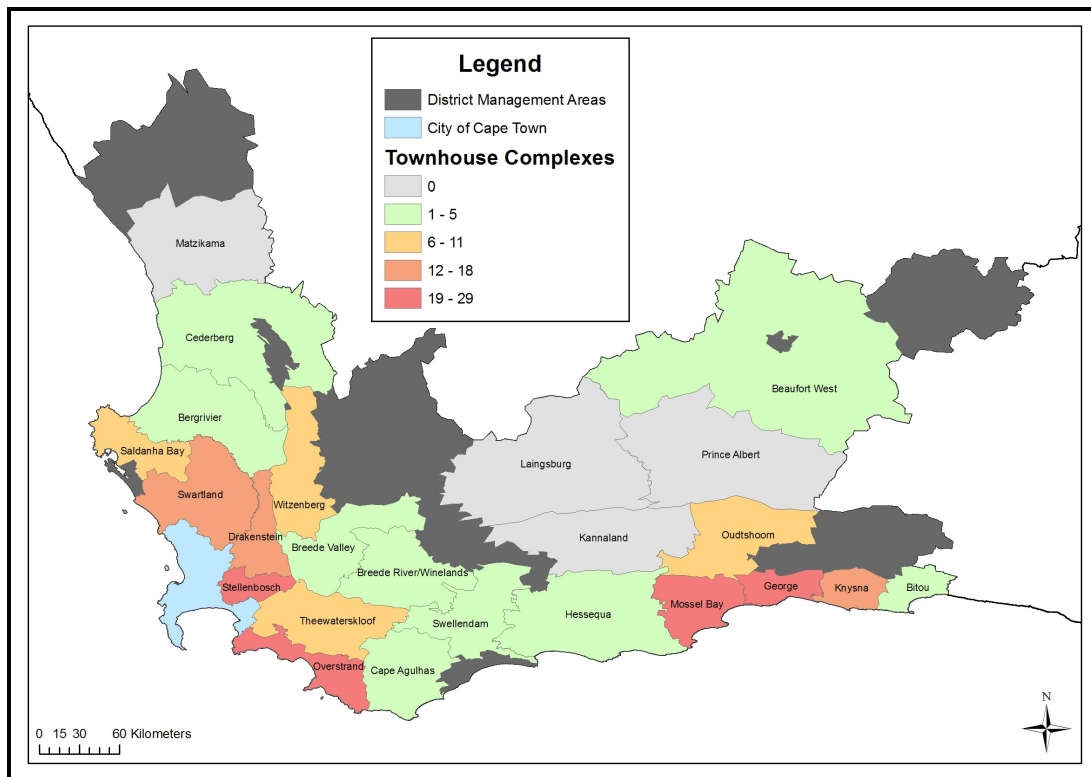 Legend
District Management Areas
City of Cape Town
Townhouse Complexes
0
1 - 5
6 - 11
12 - 18
19 - 29
Matzikama
Cederberg
Beaufort West
Bergrivier
Saldanha Bay
Laingsburg
Prince Albert
Swartland
Witzenberg
Drakenstein
Kannaland
Oudtshoorn
Breede Valley
Breede River/Winelands
Stellenbosch
George
Knysna
Bitou
Mossel Bay
Hessequa
Theewaterskloof
Swellendam
Overstrand
Cape Agulhas
N
0 15 30 60 Kilometers